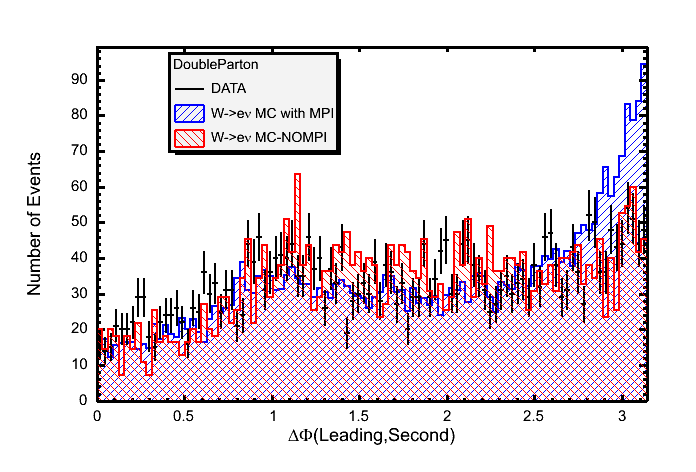 DoubleParton
DATA
W->eν MC with MPI
W->eν MC-NOMPI
Number of Events
90
80
70
60
50
40
30
20
10
0
0 0.5 1 1.5 2 2.5 3
ΔΦ(Leading,Second)